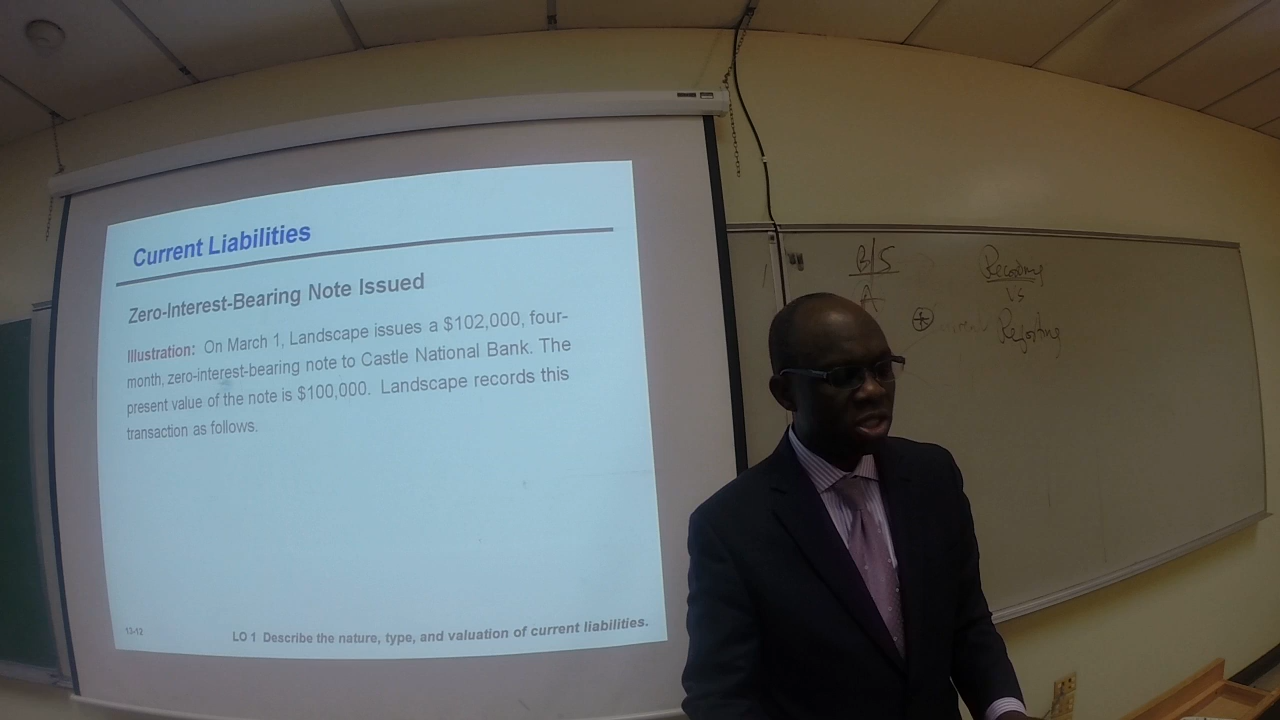 Current Liabilities
Zero-Interest-Bearing Note Issued
Illustration: On March 1, Landscape issues a $102,000, four-
month, zero-interest-bearing note to Castle National Bank. The
present value of the note is $100,000. Landscape records this
transaction as follows.
13-12
LO 1 Describe the nature, type, and valuation of current liabilities.
B/S
A
Recording
vs
Reporting